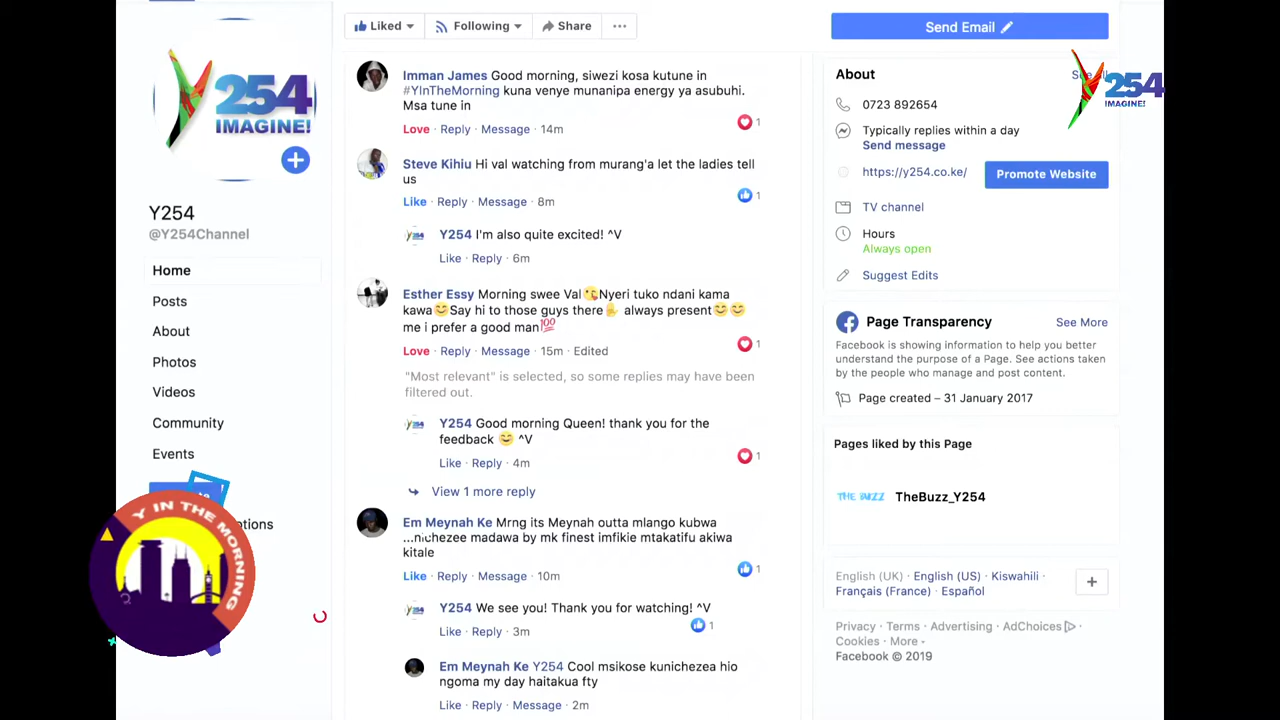 Liked
Following
Share
Send Email
Y254
IMAGINE!
Y254
@Y254Channel
Home
Posts
About
Photos
Videos
Community
Events
Y IN THE MORNING
Imman James Good morning, siwezi kosa kutune in
#YInTheMorning kuna venye munanipa energy ya asubuhi.
Msa tune in
Love · Reply · Message · 14m
1
Steve Kihiu Hi val watching from murang'a let the ladies tell
us
Like · Reply · Message · 8m
1
Y254 I'm also quite excited! ^V
Like · Reply · 6m
Esther Essy Morning swee Val😘Nyeri tuko ndani kama
kawa😊Say hi to those guys there✋ always present😊😊
me i prefer a good man💯
Love · Reply · Message · 15m · Edited
1
"Most relevant" is selected, so some replies may have been
filtered out.
Y254 Good morning Queen! thank you for the
feedback 😊 ^V
Like · Reply · 4m
1
View 1 more reply
Em Meynah Ke Mrng its Meynah outta mlango kubwa
...nichezee madawa by mk finest imfikie mtakatifu akiwa
kitale
Like · Reply · Message · 10m
1
Y254 We see you! Thank you for watching! ^V
Like · Reply · 3m
1
Em Meynah Ke Y254 Cool msikose kunichezea hio
ngoma my day haitakua fty
Like · Reply · Message · 2m
About
254
IMAGINE!
0723 892654
Typically replies within a day
Send message
https://y254.co.ke/
Promote Website
TV channel
Hours
Always open
Suggest Edits
Page Transparency
See More
Facebook is showing information to help you better
understand the purpose of a Page. See actions taken
by the people who manage and post content.
Page created – 31 January 2017
Pages liked by this Page
THE BUZZ
TheBuzz_Y254
English (UK) · English (US) · Kiswahili ·
Français (France) · Español
Privacy · Terms · Advertising · AdChoices ·
Cookies · More
Facebook © 2019